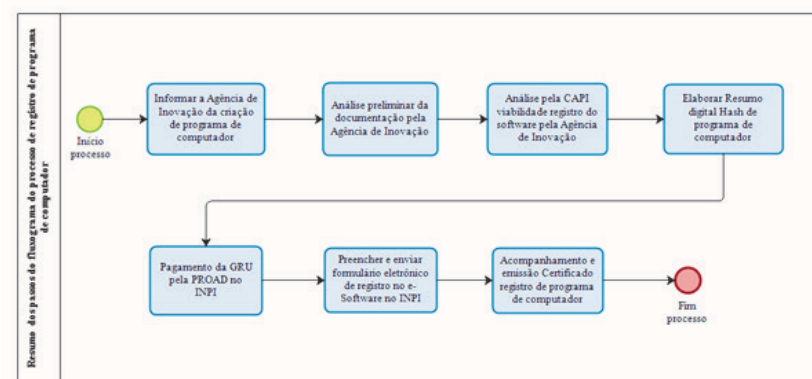 Resumo dos passos do fluxograma do processo de registro de programa
de computador
Início
processo
Informar a Agência de
Inovação da criação
de programa de
computador
Análise preliminar da
documentação pela
Agência de Inovação
Análise pela CAPI
viabilidade registro do
software pela Agência
de Inovação
Elaborar Resumo
digital Hash de
programa de
computador
Pagamento da GRU
pela PROAD no
INPI
Preencher e enviar
formulário eletrônico
de registro no e-
Software no INPI
Acompanhamento e
emissão Certificado
registro de programa
de computador
Fim
processo